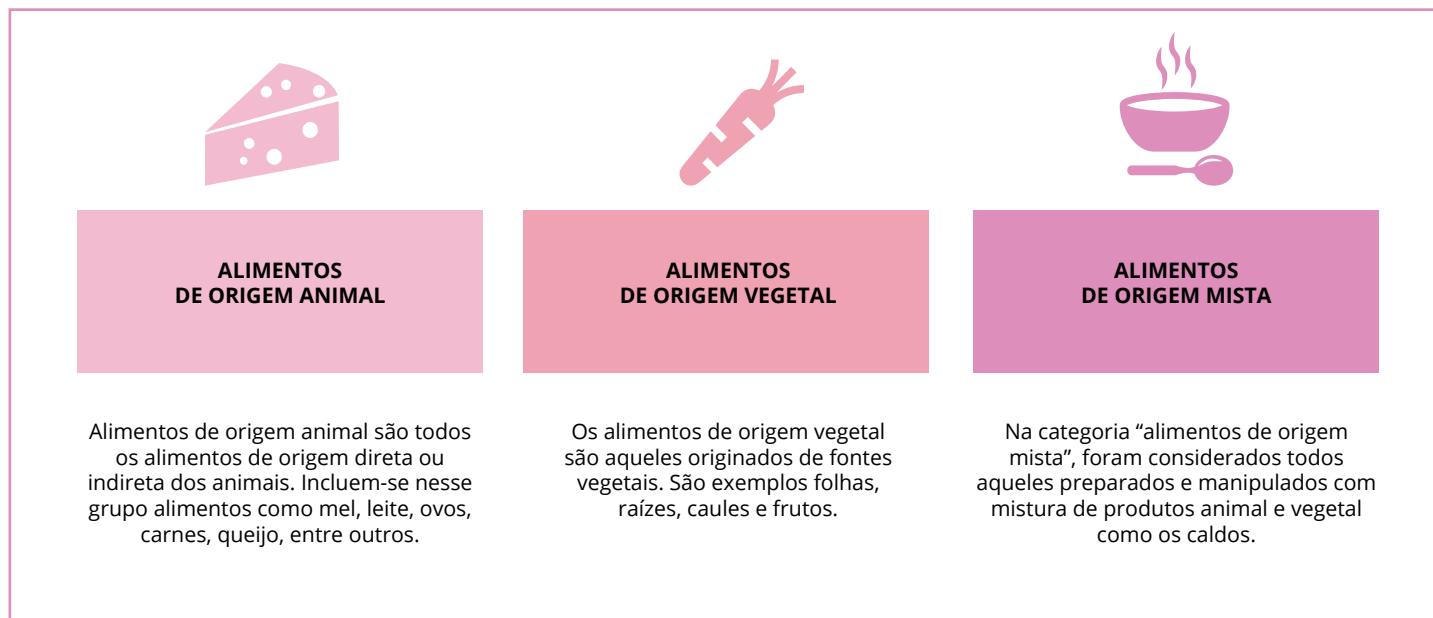 ALIMENTOS
DE ORIGEM ANIMAL
Alimentos de origem animal são todos
os alimentos de origem direta ou
indireta dos animais. Incluem-se nesse
grupo alimentos como mel, leite, ovos,
carnes, queijo, entre outros.
ALIMENTOS
DE ORIGEM VEGETAL
Os alimentos de origem vegetal
são aqueles originados de fontes
vegetais. São exemplos folhas,
raízes, caules e frutos.
ALIMENTOS
DE ORIGEM MISTA
Na categoria “alimentos de origem
mista”, foram considerados todos
aqueles preparados e manipulados com
mistura de produtos animal e vegetal
como os caldos.